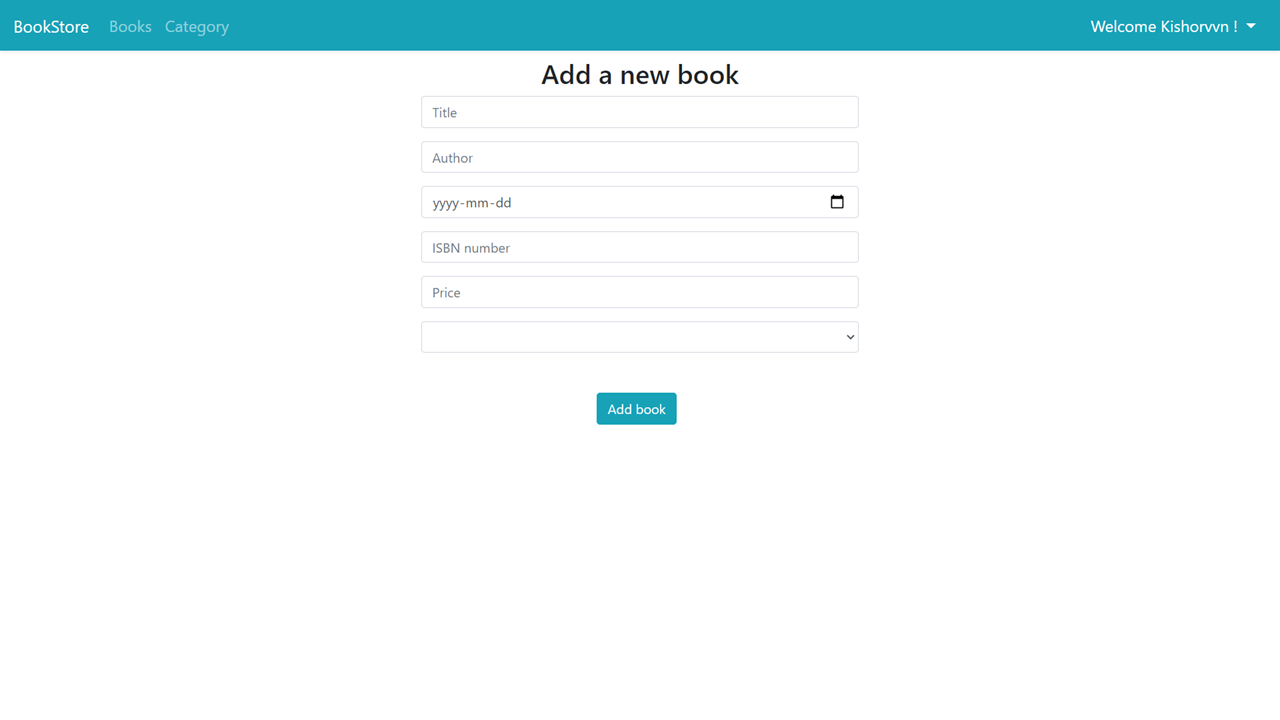 BookStore Books Category Welcome Kishorvvn !
Add a new book
Title
Author
yyyy-mm-dd
ISBN number
Price
Add book